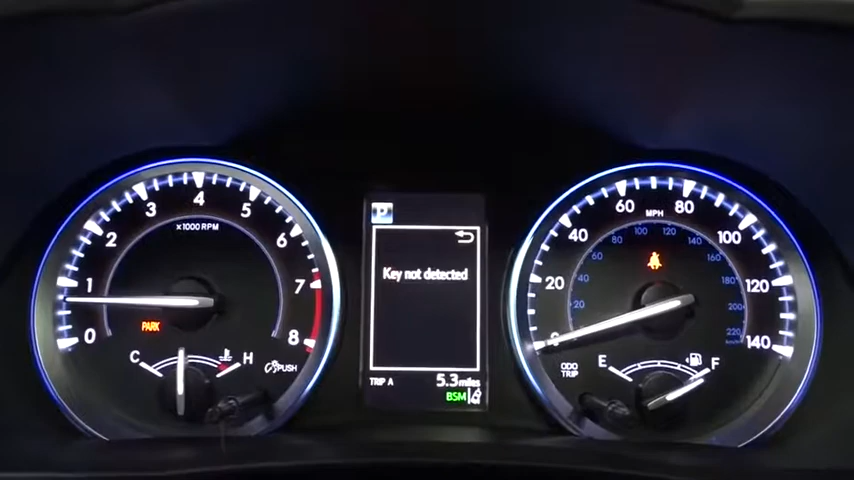 0
1
2
3
4
5
6
7
8
x1000 RPM
PARK
C
H
PUSH
P
Key not detected
TRIP A
5.3 miles
BSM
0
20
40
60
80
100
120
140
MPH
20
40
60
80
100
120
140
160
180
200
220
km/h
ODO
TRIP
E
F